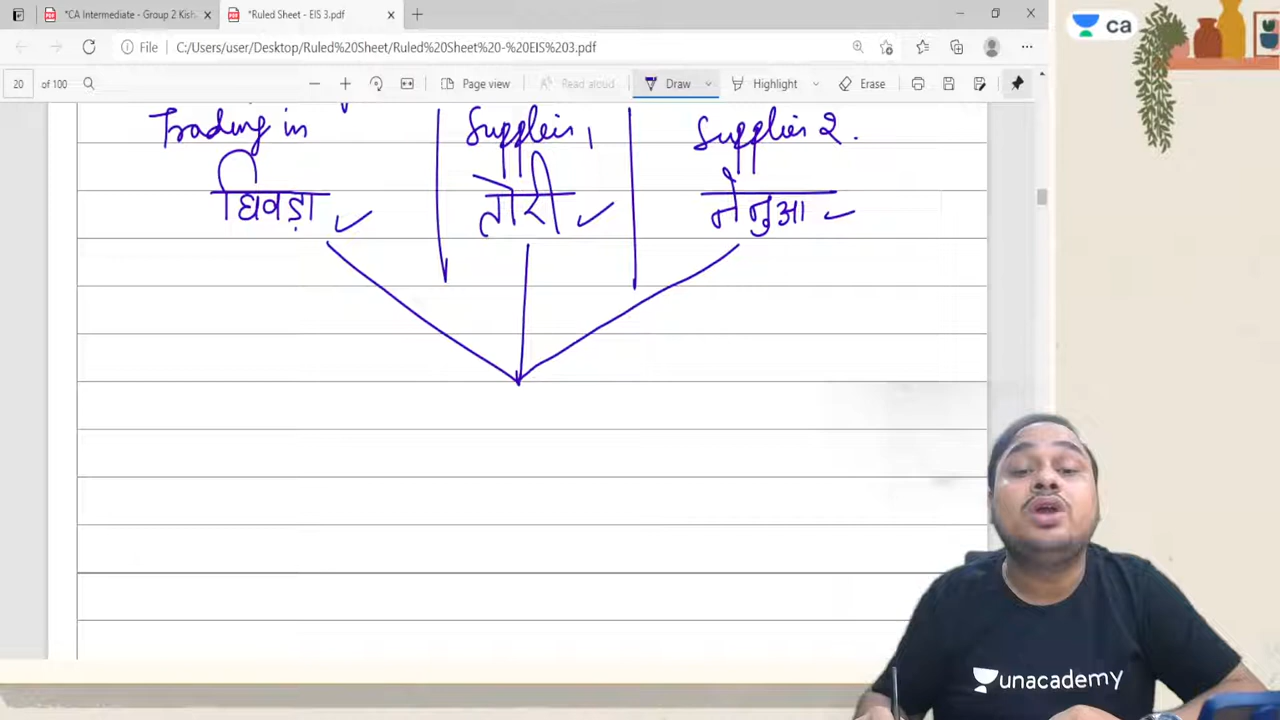 *CA Intermediate - Group 2 Kish
*Ruled Sheet - EIS 3.pdf
File
C:/Users/user/Desktop/Ruled%20Sheet/Ruled%20Sheet%20-%20EIS%203.pdf
20 of 100
Page view
Read aloud
Draw
Highlight
Erase
ca
Trading in
Supplier 1
Supplier 2.
घिवड़ा
तोरी
नेनुआ
unacademy